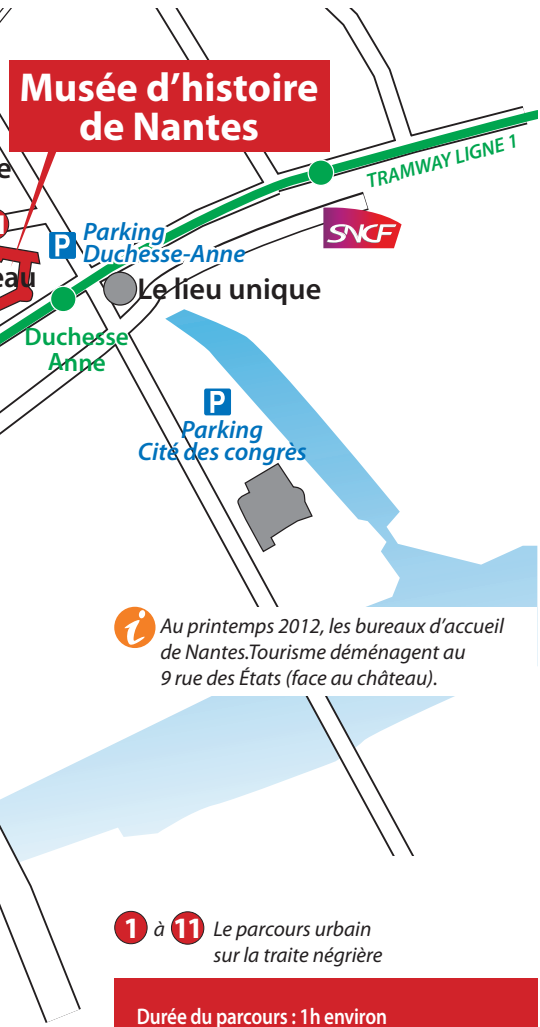 Musée d’histoire
de Nantes
TRAMWAY LIGNE 1
SNCF
P Parking
Duchesse-Anne
Le lieu unique
Duchesse
Anne
P
Parking
Cité des congrès
i Au printemps 2012, les bureaux d’accueil
de Nantes.Tourisme déménagent au
9 rue des États (face au château).
1 à 11 Le parcours urbain
sur la traite négrière
Durée du parcours : 1h environ